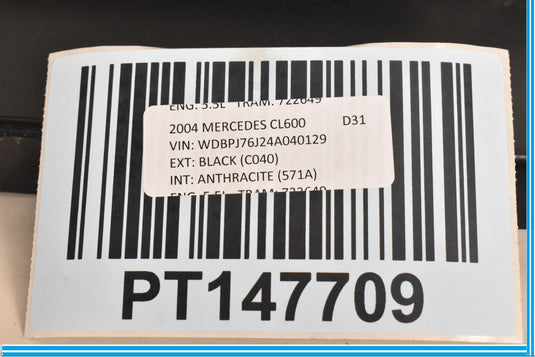 ENG: 5.5L TRAM: 722649
2004 MERCEDES CL600 D31
VIN: WDBPJ76J24A040129
EXT: BLACK (C040)
INT: ANTHRACITE (571A)
ENG: 5.5L TRAM: 722649
PT147709